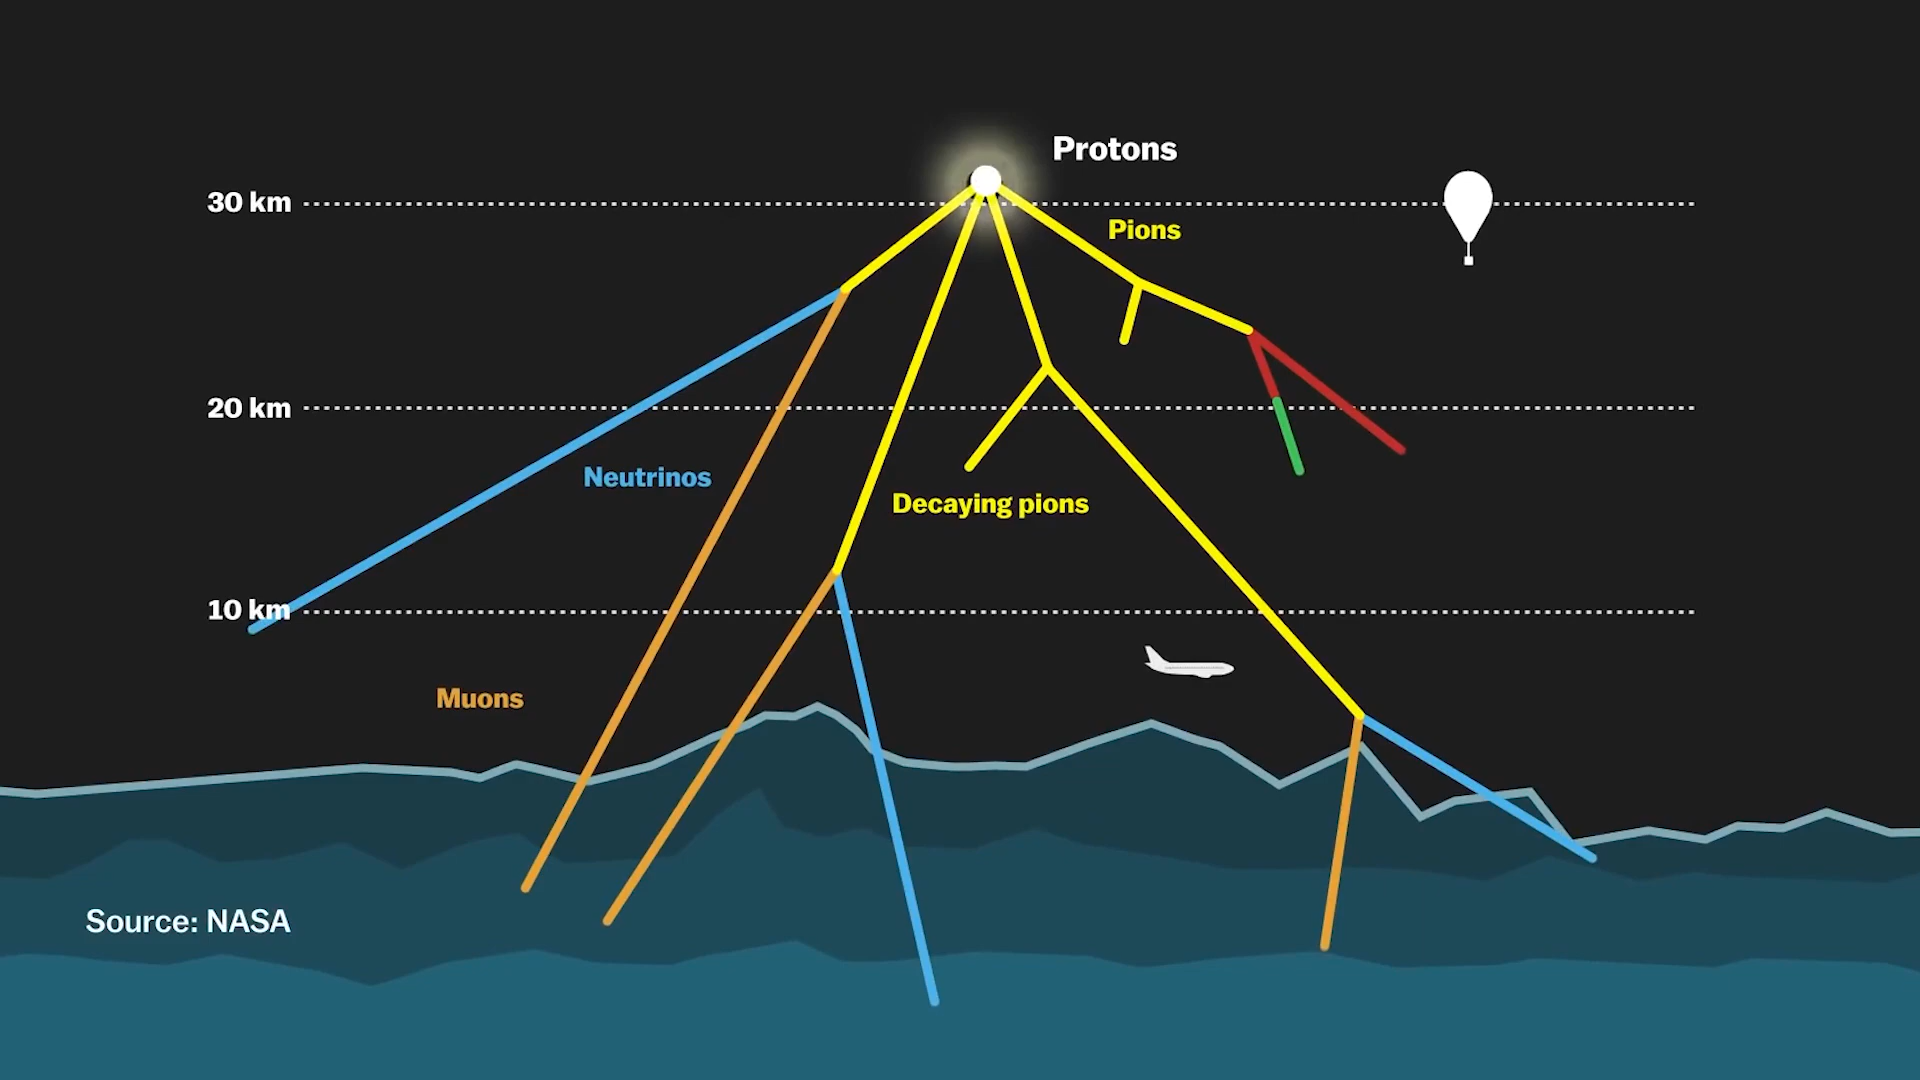 Protons
30 km
Pions
20 km
Neutrinos
Decaying pions
10 km
Muons
Source: NASA